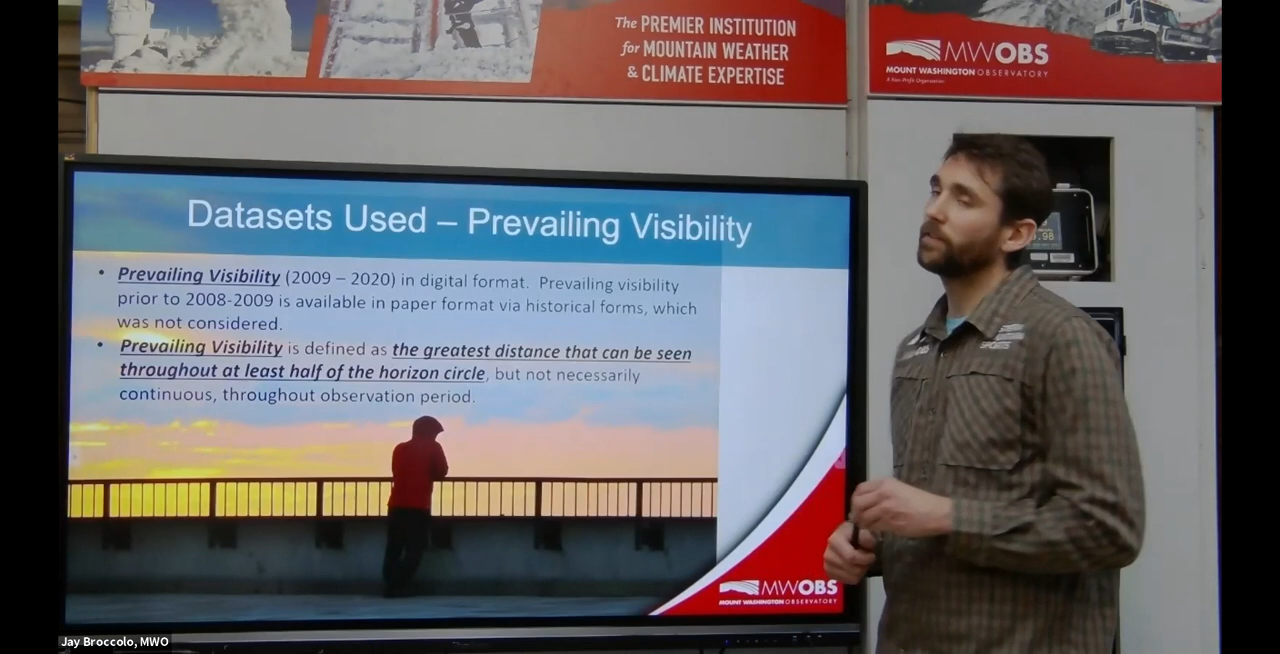 The PREMIER INSTITUTION
for MOUNTAIN WEATHER
& CLIMATE EXPERTISE
MWOBS
MOUNT WASHINGTON OBSERVATORY
A Non-Profit Organization
Datasets Used – Prevailing Visibility
• Prevailing Visibility (2009 – 2020) in digital format. Prevailing visibility
prior to 2008-2009 is available in paper format via historical forms, which
was not considered.
• Prevailing Visibility is defined as the greatest distance that can be seen
throughout at least half of the horizon circle, but not necessarily
continuous, throughout observation period.
MWOBS
MOUNT WASHINGTON OBSERVATORY
Jay Broccolo, MWO